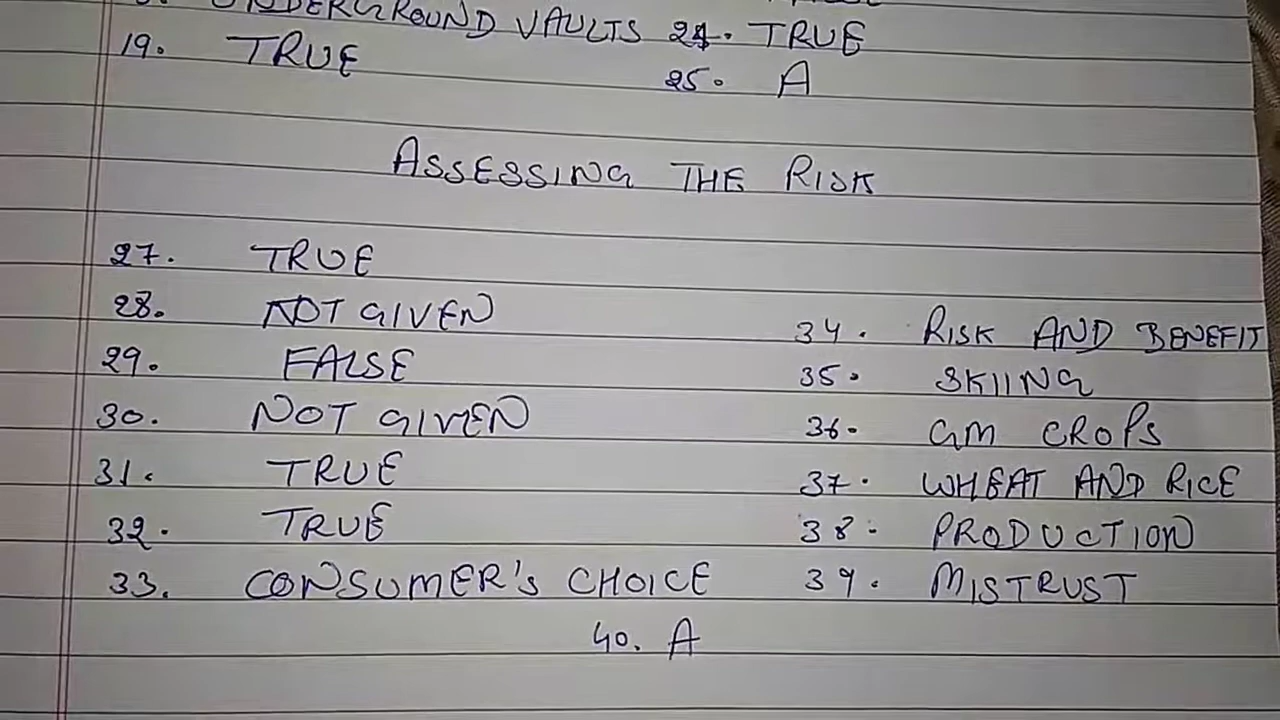 UNDERGROUND VAULTS 24. TRUE
19. TRUE
25. A
ASSESSING THE RISK
27. TRUE
28. NOT GIVEN
29. FALSE
30. NOT GIVEN
31. TRUE
32. TRUE
33. CONSUMER's CHOICE
34. RISK AND BENEFIT
35. SKIING
36. GM CROPS
37. WHEAT AND RICE
38. PRODUCTION
39. MISTRUST
40. A